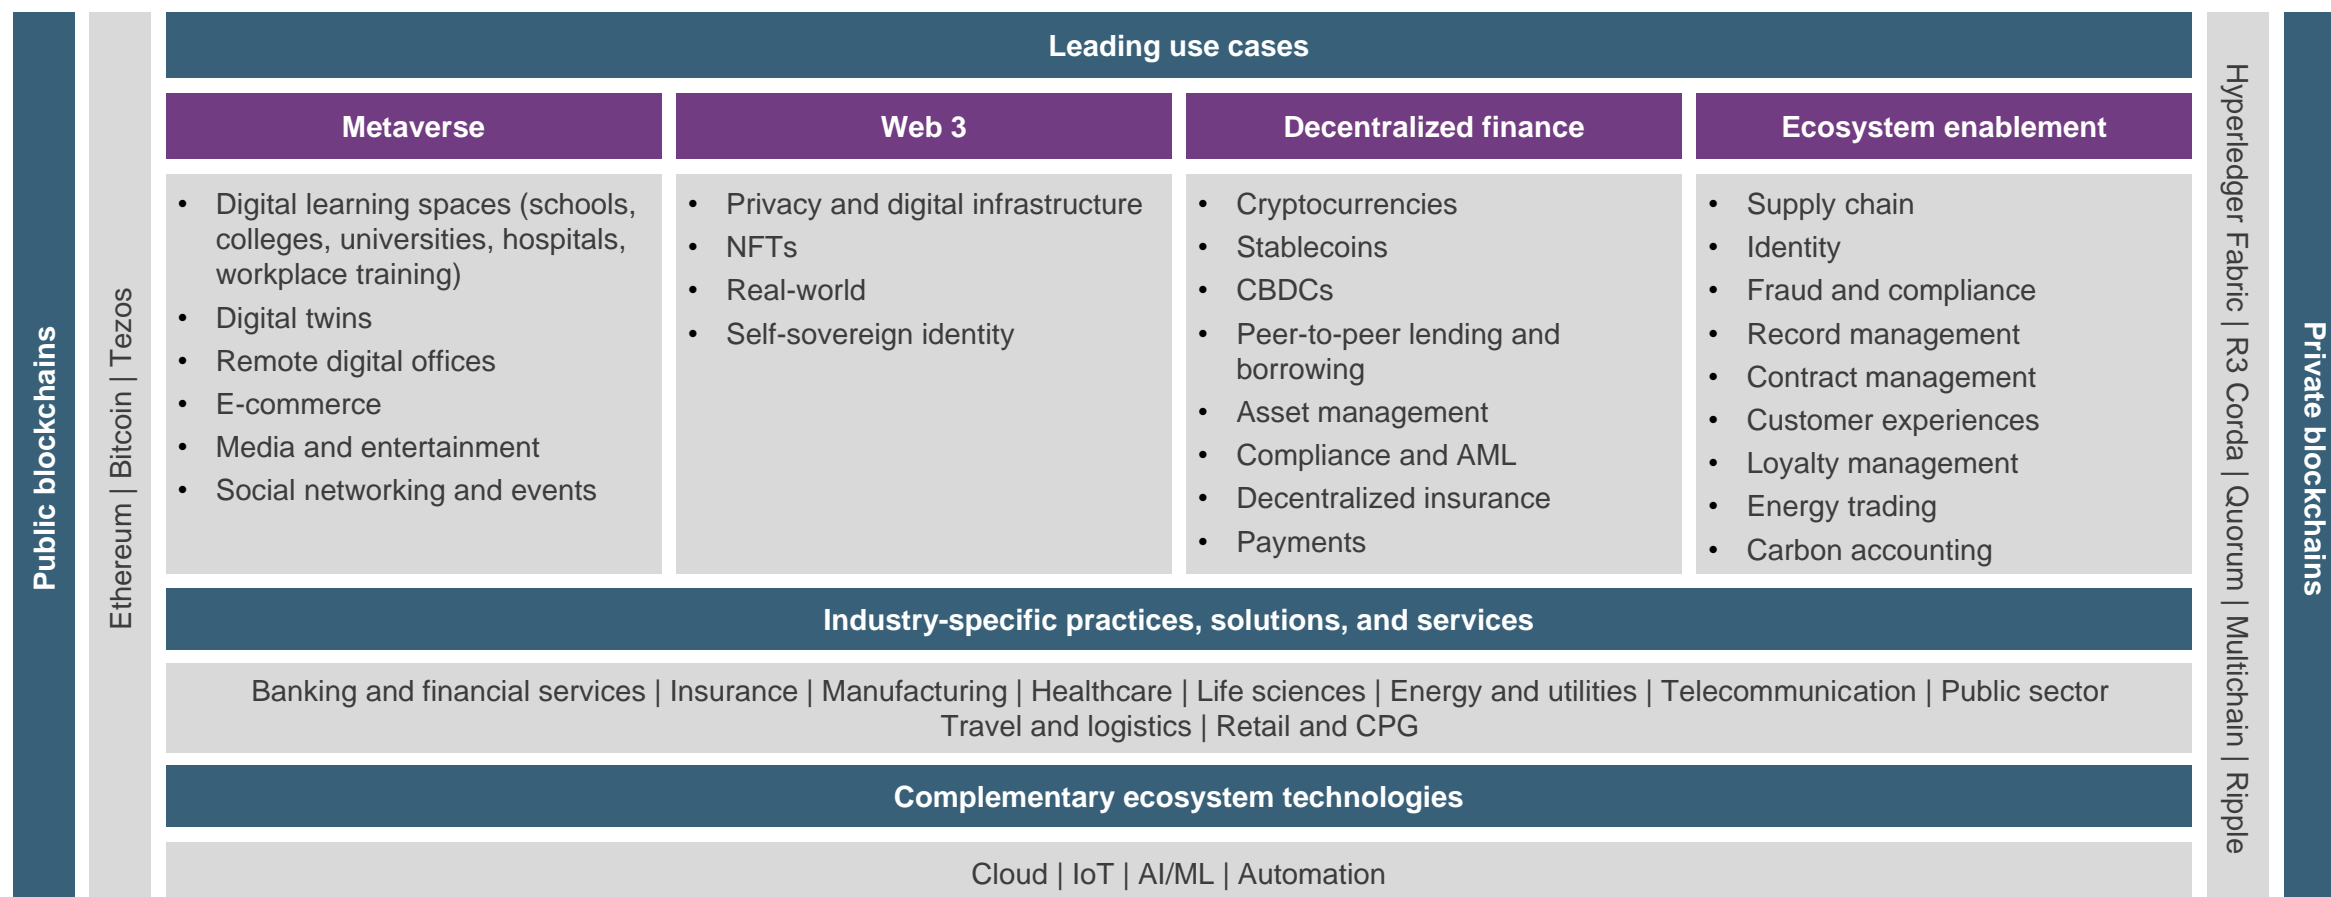 Public blockchains
Ethereum | Bitcoin | Tezos
Leading use cases
Metaverse
• Digital learning spaces (schools,
colleges, universities, hospitals,
workplace training)
• Digital twins
• Remote digital offices
• E-commerce
• Media and entertainment
• Social networking and events
Web 3
• Privacy and digital infrastructure
• NFTs
• Real-world
• Self-sovereign identity
Decentralized finance
• Cryptocurrencies
• Stablecoins
• CBDCs
• Peer-to-peer lending and
borrowing
• Asset management
• Compliance and AML
• Decentralized insurance
• Payments
Ecosystem enablement
• Supply chain
• Identity
• Fraud and compliance
• Record management
• Contract management
• Customer experiences
• Loyalty management
• Energy trading
• Carbon accounting
Industry-specific practices, solutions, and services
Banking and financial services | Insurance | Manufacturing | Healthcare | Life sciences | Energy and utilities | Telecommunication | Public sector
Travel and logistics | Retail and CPG
Complementary ecosystem technologies
Cloud | IoT | AI/ML | Automation
Hyperledger Fabric | R3 Corda | Quorum | Multichain | Ripple
Private blockchains